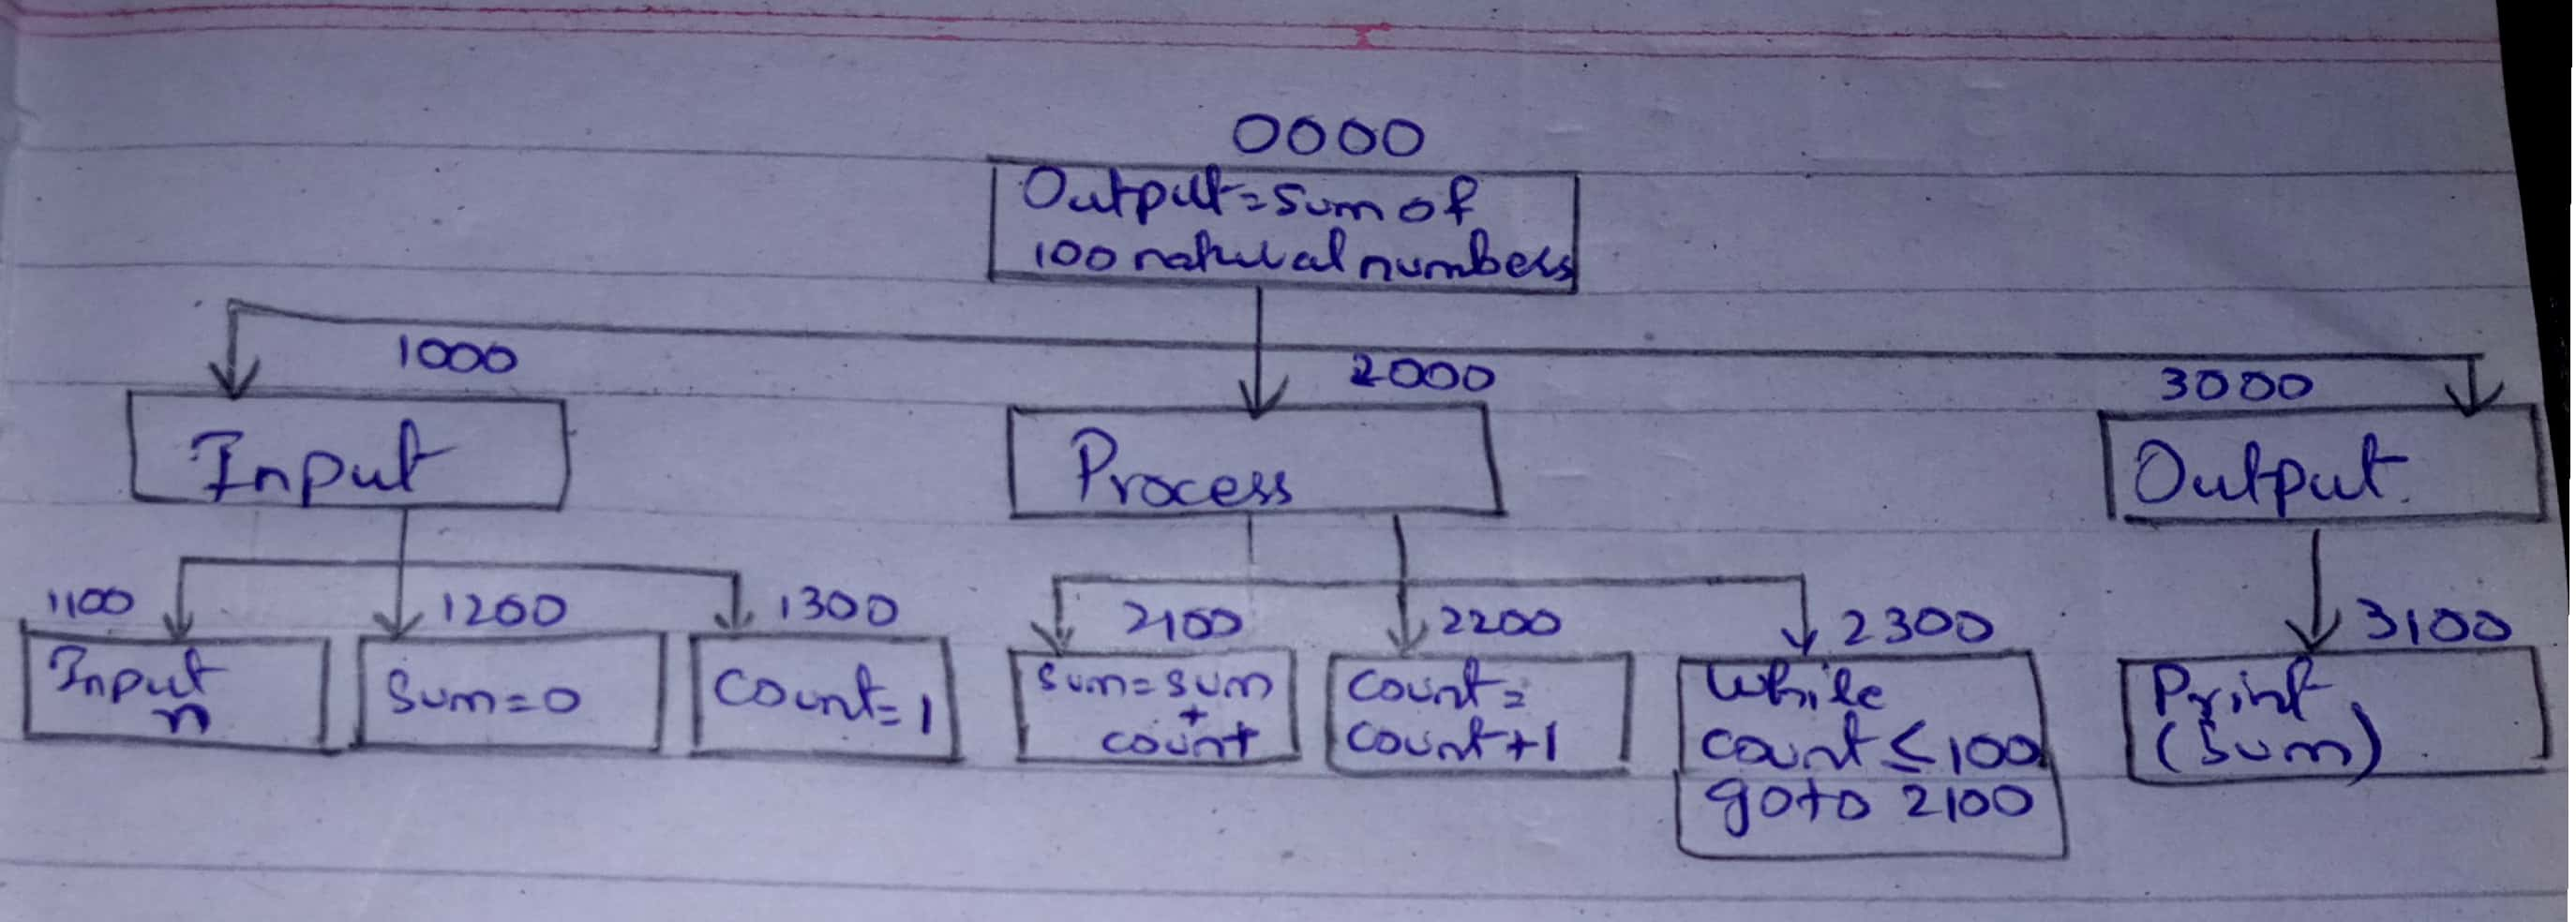 0000
Output=sum of
100 natural numbers
1000
2000
3000
Input
Process
Output.
1100
1200
1300
2100
2200
2300
3100
Input
n
Sum=0
Count=1
sum=sum
+
count
count=
count+1
While
count≤100
goto 2100
Print
(Sum)